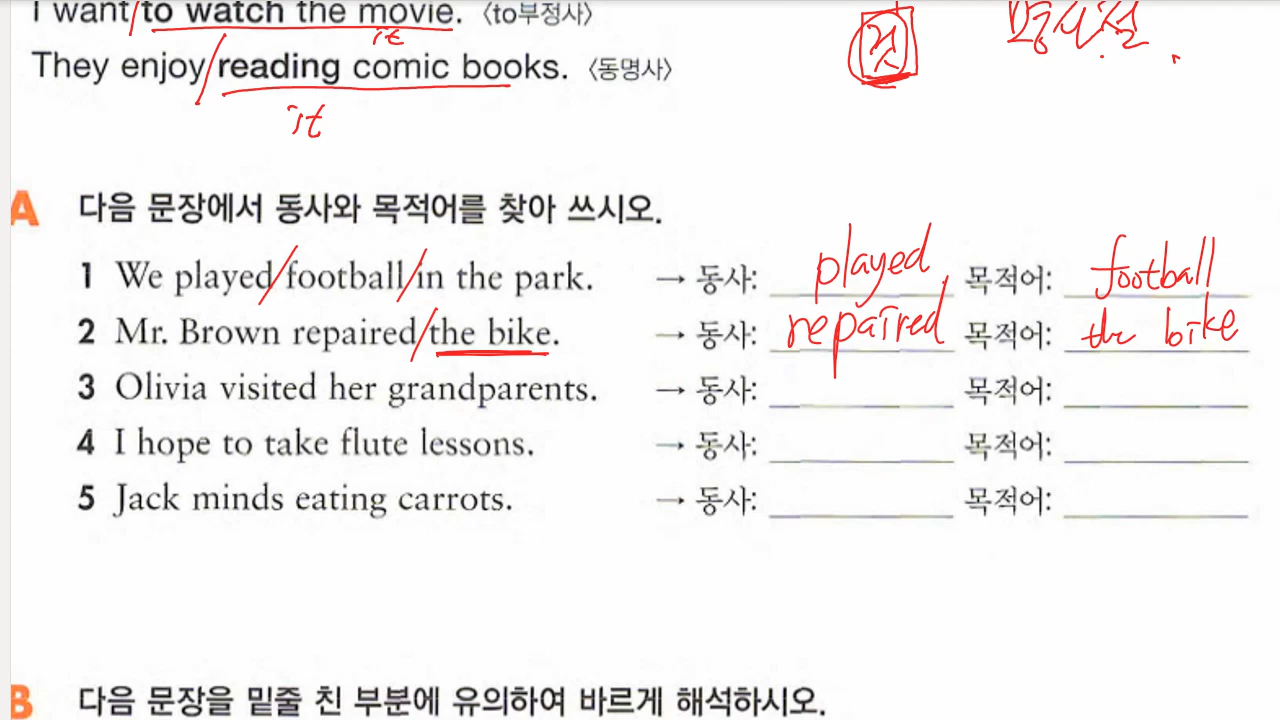 I want/to watch the movie. 〈to부정사〉
it
They enjoy/reading comic books. 〈동명사〉
it
것
A 다음 문장에서 동사와 목적어를 찾아 쓰시오.
1 We played/football/in the park. → 동사: played 목적어: football
2 Mr. Brown repaired/the bike. → 동사: repaired 목적어: the bike
3 Olivia visited her grandparents. → 동사: 목적어:
4 I hope to take flute lessons. → 동사: 목적어:
5 Jack minds eating carrots. → 동사: 목적어:
B 다음 문장을 밑줄 친 부분에 유의하여 바르게 해석하시오.